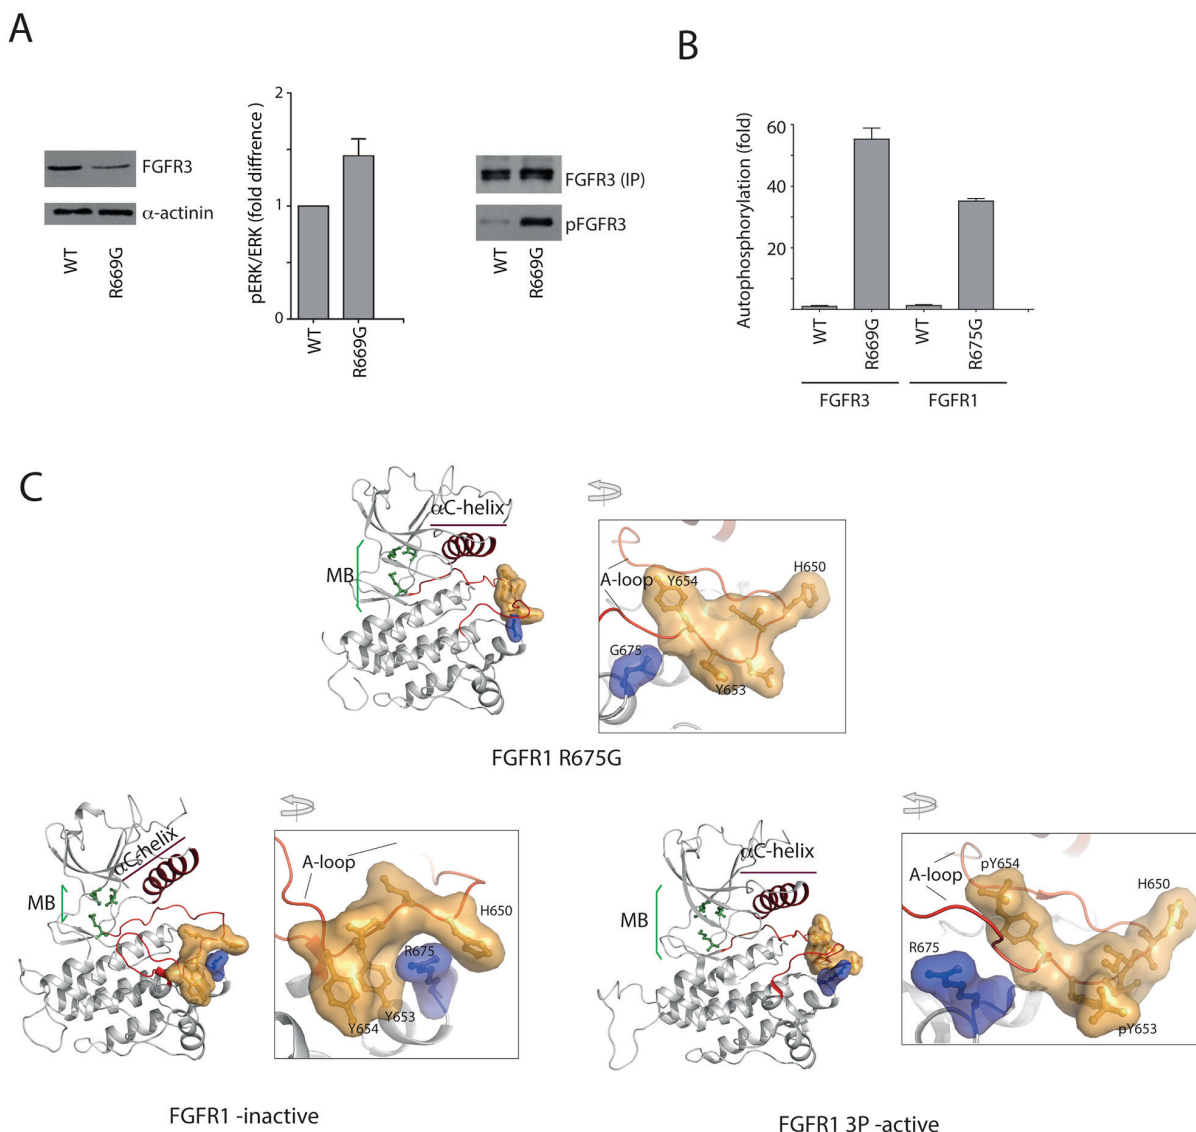 A
FGFR3
α-actinin
WT
R669G
pERK/ERK (fold diffrence )
2
1
0
WT
R669G
FGFR3 (IP)
pFGFR3
WT
R669G
B
Autophosphorylation (fold)
60
40
20
WT
R669G
WT
R675G
FGFR3
FGFR1
C
αC-helix
MB
A-loop
Y654
H650
G675
Y653
FGFR1 R675G
αC-helix
MB
A-loop
H650
R675
Y653
Y654
FGFR1 -inactive
αC-helix
MB
pY654
A-loop
H650
R675
pY653
FGFR1 3P -active